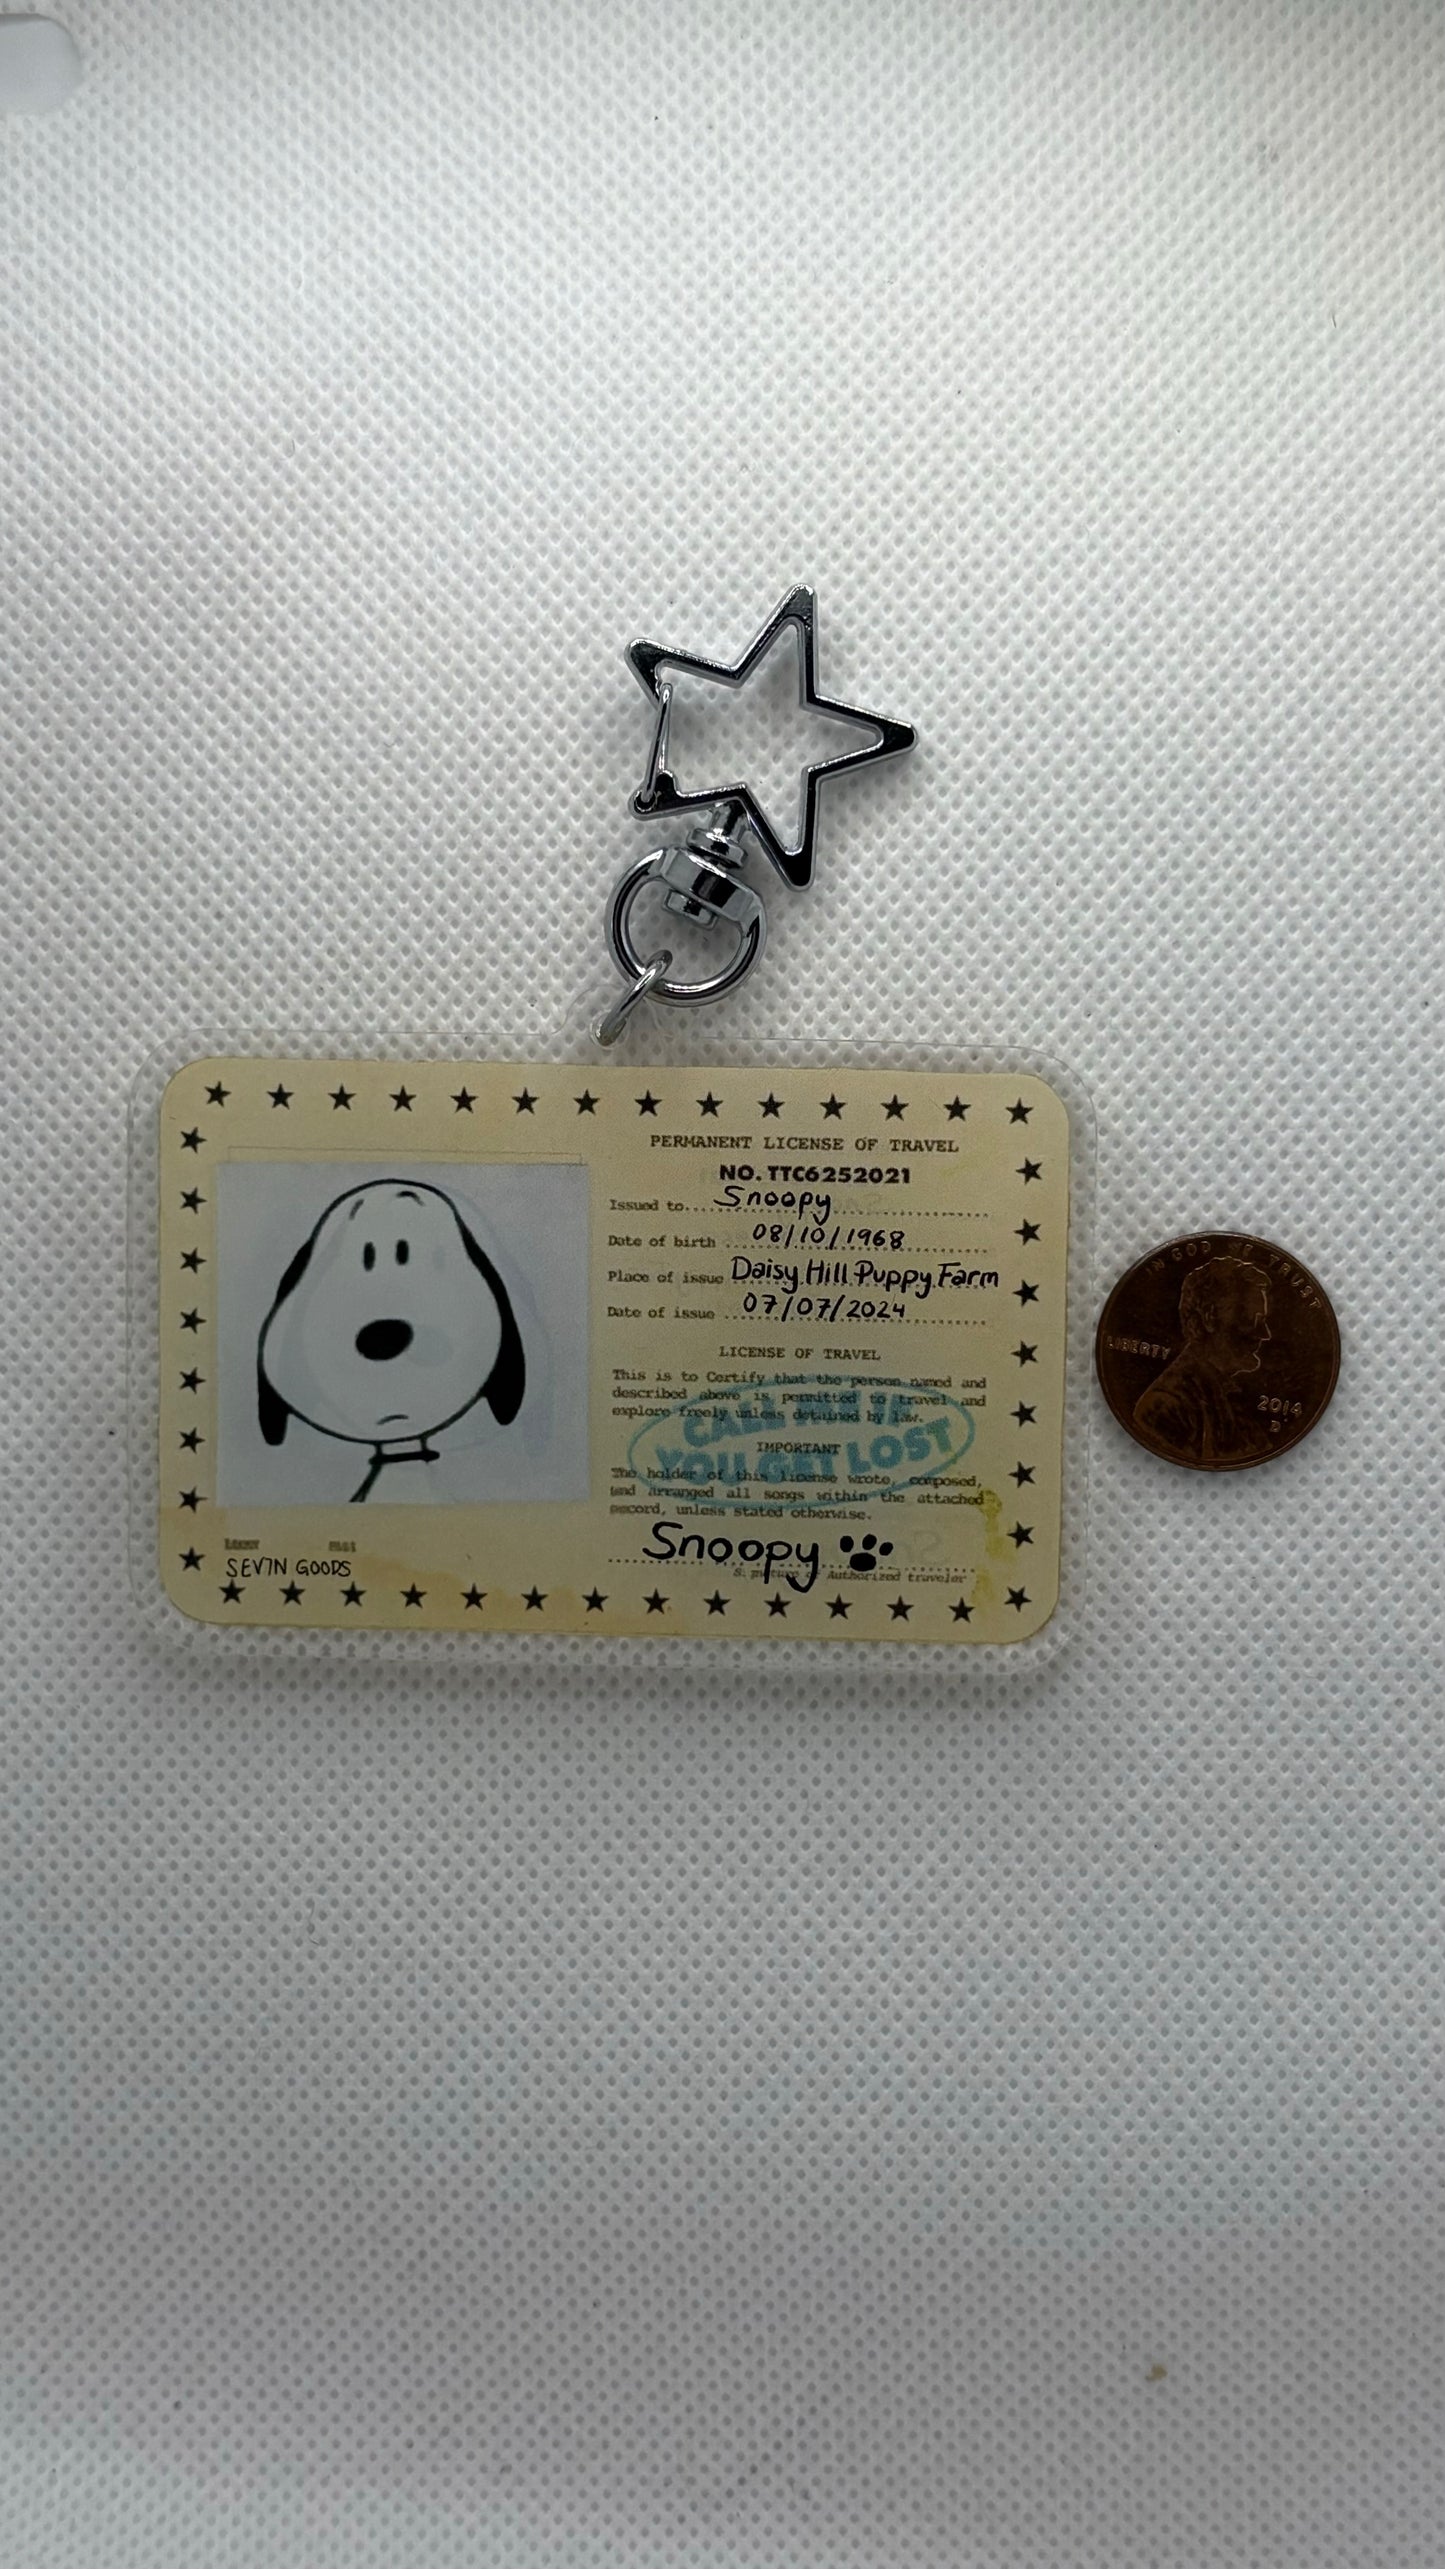 PERMANENT LICENSE OF TRAVEL
NO. TTC6252021
Issued to Snoopy
Date of birth 08/10/1968
Place of issue Daisy Hill Puppy Farm
Date of issue 07/07/2024
LICENSE OF TRAVEL
This is to Certify that the person named and
described above is permitted to travel and
explore freely unless detained by law.
CALL
YOU GET LOST
IMPORTANT
The holder of this license wrote, composed,
and arranged all songs within the attached
record, unless stated otherwise.
Snoopy
of Authorized traveler
SEV7N GOODS
IN GOD WE TRUST
LIBERTY
2014
D